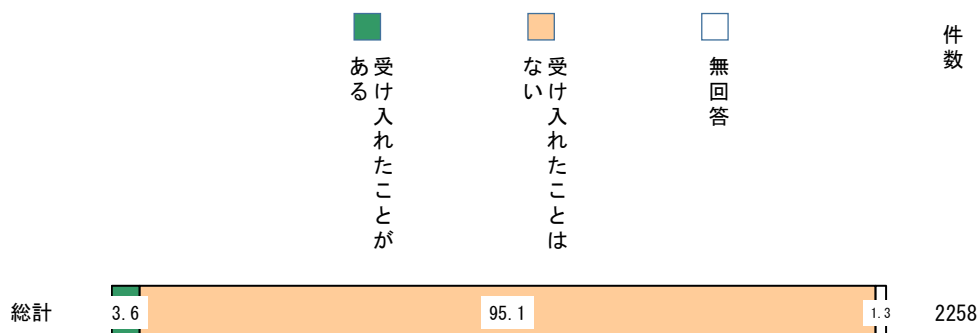 受け入れたことが
ある
受け入れたことは
ない
無回答
件数
総計 3.6 95.1 1.3 2258